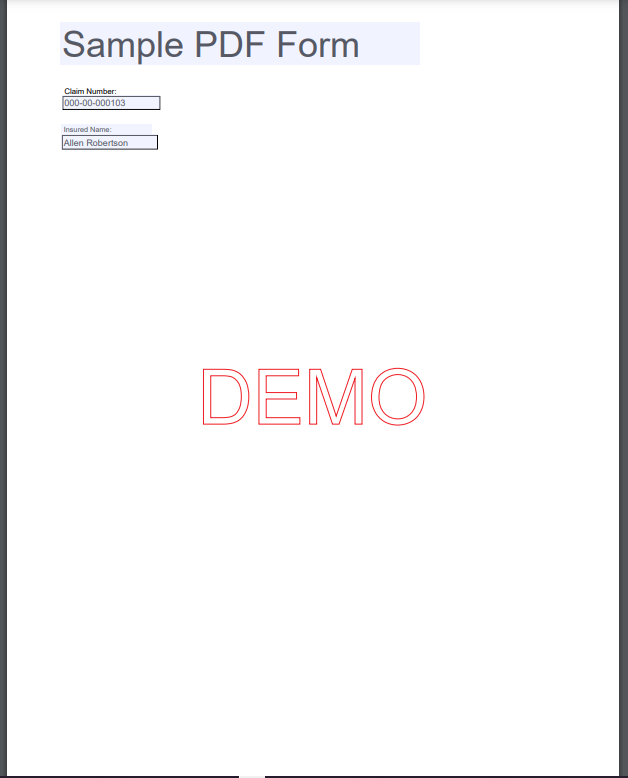 Sample PDF Form
Claim Number:
000-00-000103
Insured Name:
Allen Robertson
DEMO